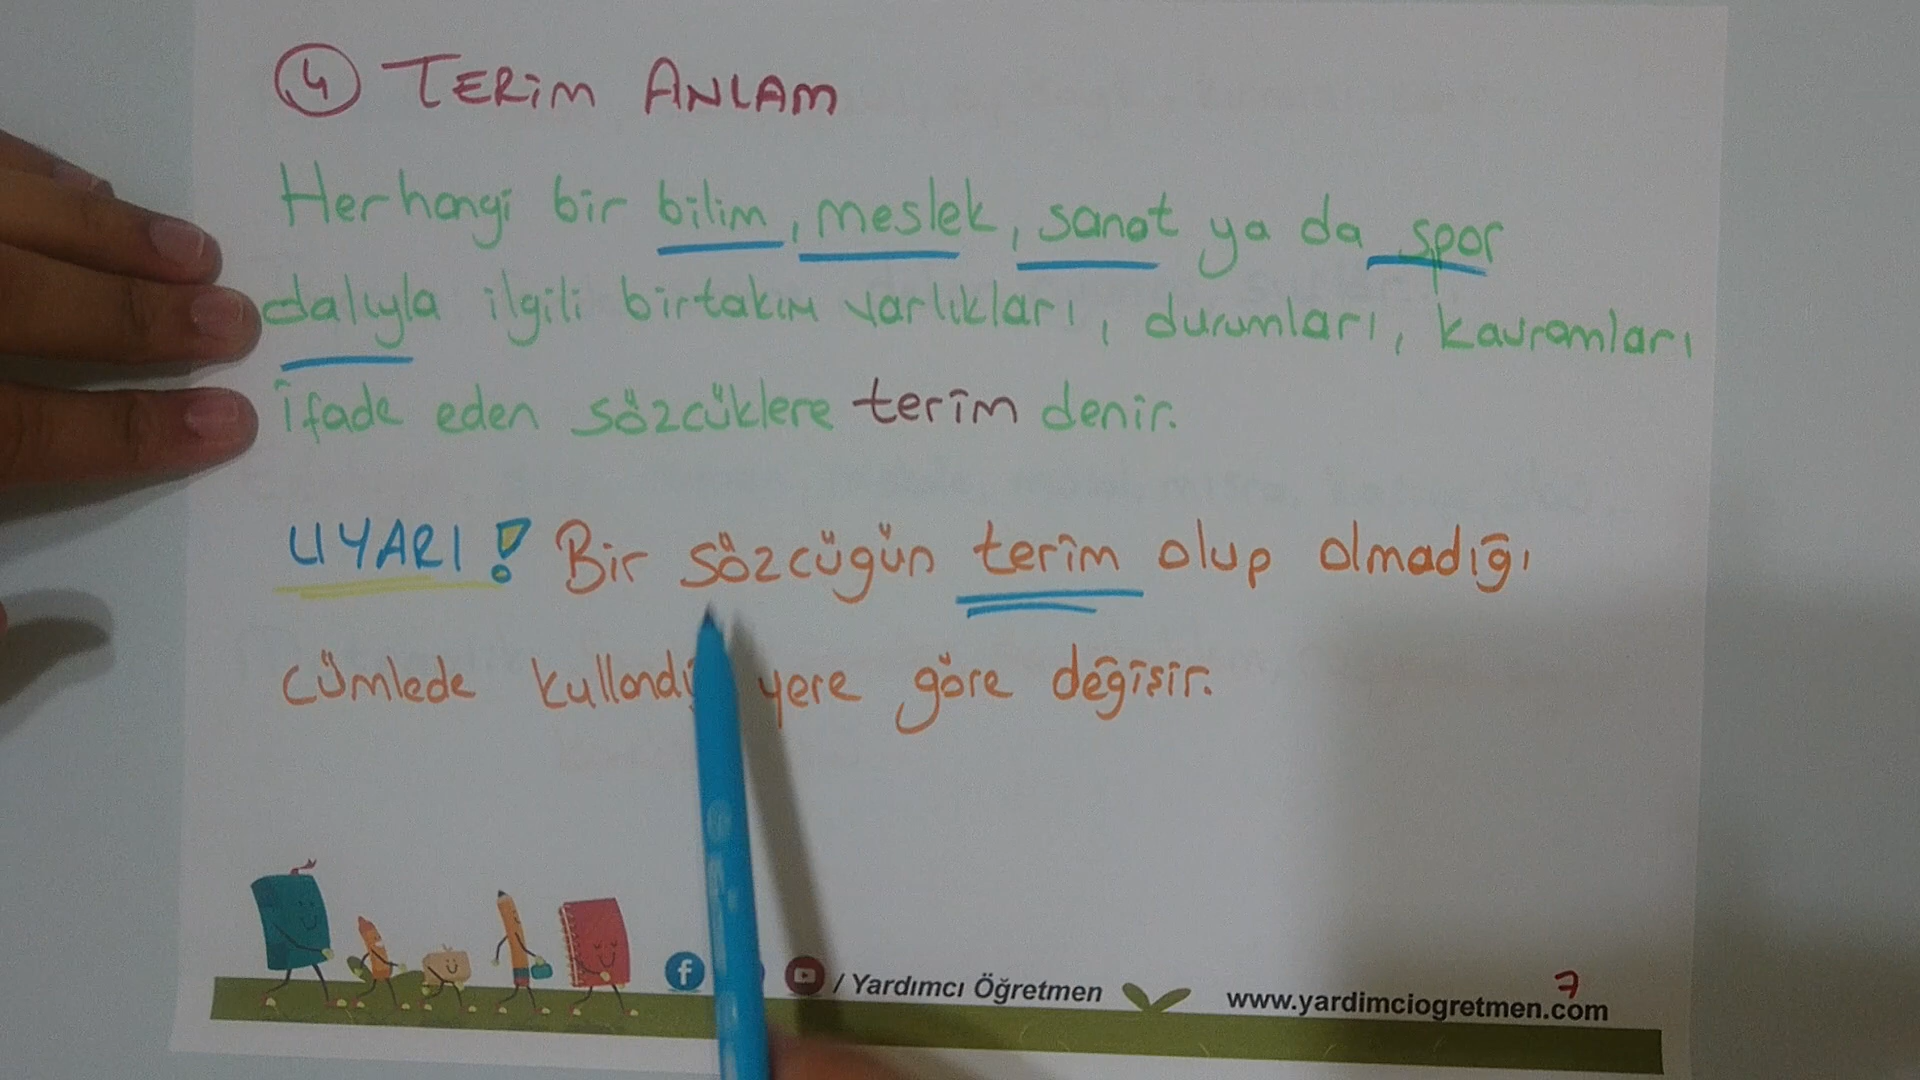 4 TERİM ANLAM
Herhangi bir bilim, meslek, sanat ya da spor
dalıyla ilgili birtakım varlıkları, durumları, kavramları
ifade eden sözcüklere terim denir.
UYARI! Bir sözcüğün terim olup olmadığı
cümlede yere göre değişir.
/ Yardımcı Öğretmen
www.yardimciogretmen.com
7